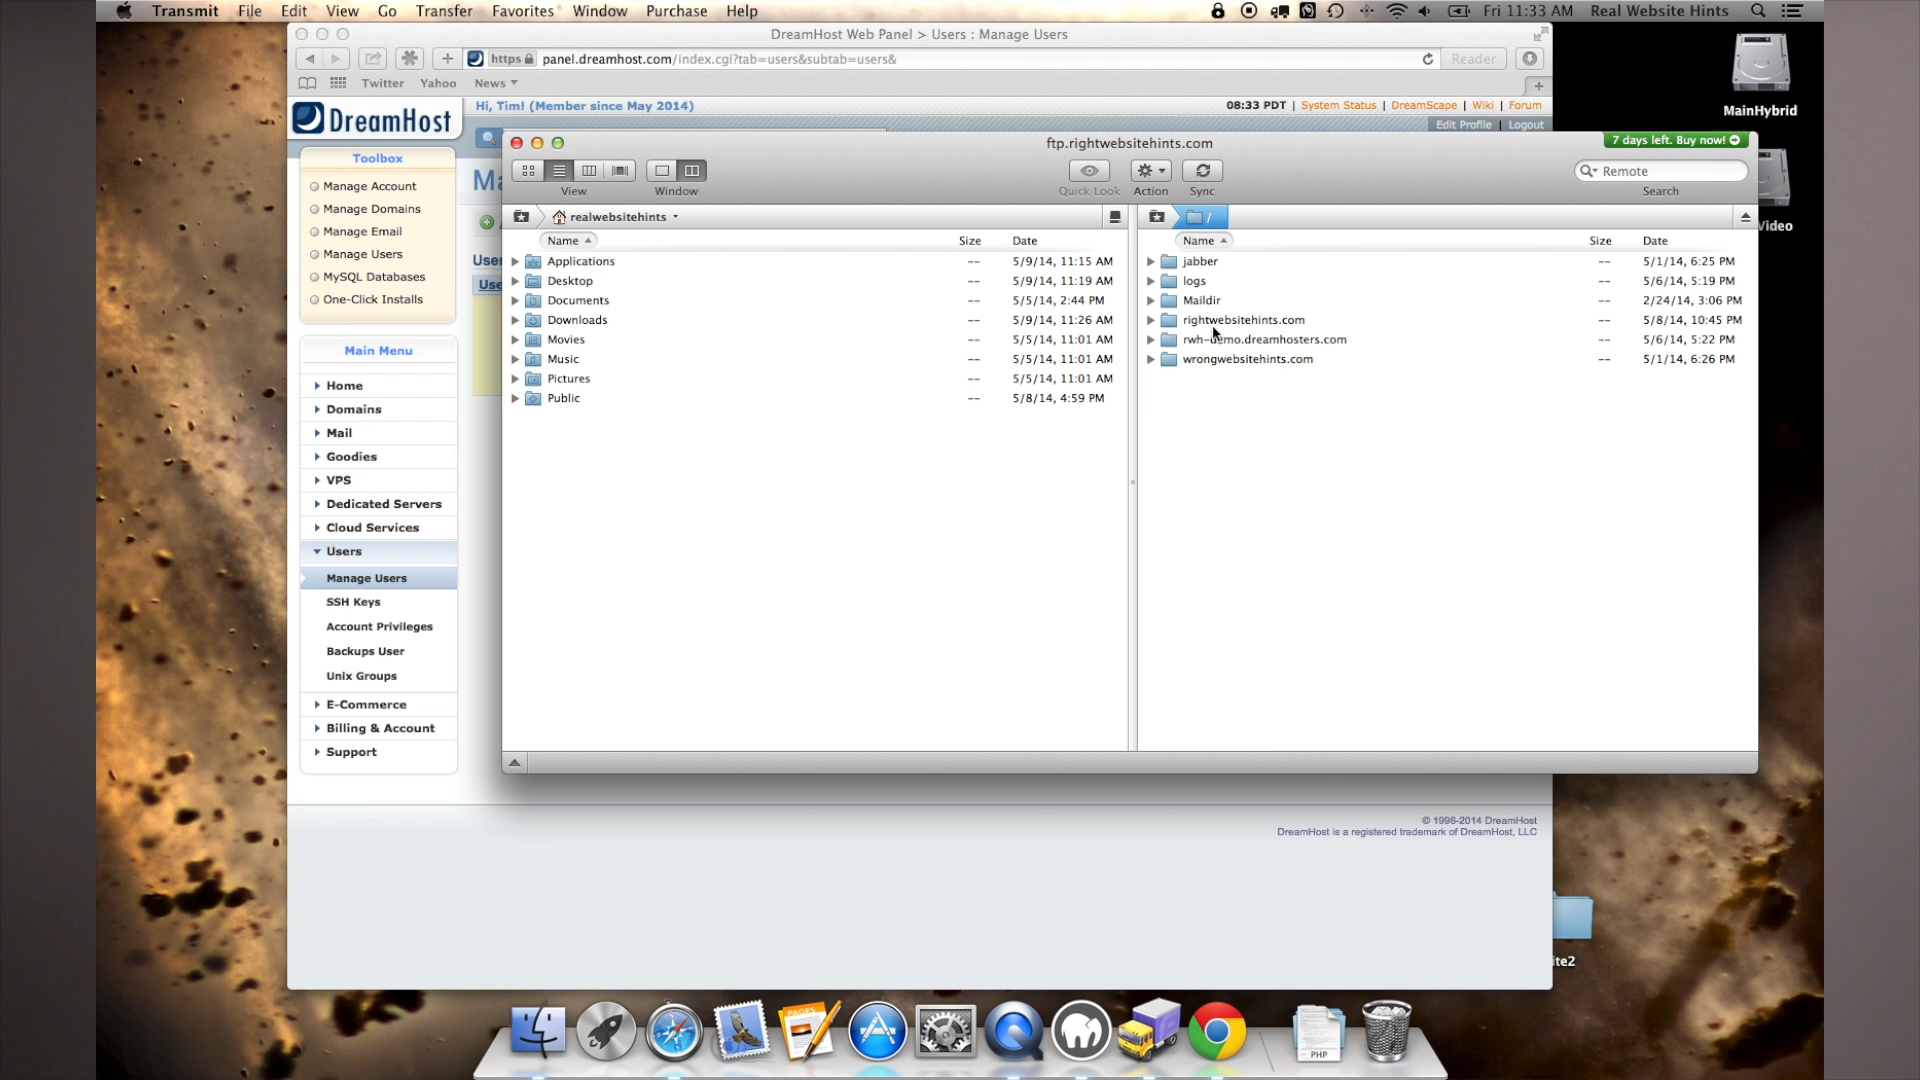 Transmit File Edit View Go Transfer Favorites Window Purchase Help
Fri 11:33 AM Real Website Hints
DreamHost Web Panel > Users : Manage Users
https panel.dreamhost.com/index.cgi?tab=users&subtab=users& Reader
Twitter Yahoo News
DreamHost
Hi, Tim! (Member since May 2014)
08:33 PDT | System Status | DreamScape | Wiki | Forum
Edit Profile | Logout
MainHybrid
Video
Toolbox
Manage Account
Manage Domains
Manage Email
Manage Users
MySQL Databases
One-Click Installs
Main Menu
Home
Domains
Mail
Goodies
VPS
Dedicated Servers
Cloud Services
Users
Manage Users
SSH Keys
Account Privileges
Backups User
Unix Groups
E-Commerce
Billing & Account
Support
Ma
User
Use
ftp.rightwebsitehints.com
7 days left. Buy now!
View Window Quick Look Action Sync
Remote
Search
realwebsitehints
Name Size Date
Applications -- 5/9/14, 11:15 AM
Desktop -- 5/9/14, 11:19 AM
Documents -- 5/5/14, 2:44 PM
Downloads -- 5/9/14, 11:26 AM
Movies -- 5/5/14, 11:01 AM
Music -- 5/5/14, 11:01 AM
Pictures -- 5/5/14, 11:01 AM
Public -- 5/8/14, 4:59 PM
/
Name Size Date
jabber -- 5/1/14, 6:25 PM
logs -- 5/6/14, 5:19 PM
Maildir -- 2/24/14, 3:06 PM
rightwebsitehints.com -- 5/8/14, 10:45 PM
rwh-demo.dreamhosters.com -- 5/6/14, 5:22 PM
wrongwebsitehints.com -- 5/1/14, 6:26 PM
© 1996-2014 DreamHost
DreamHost is a registered trademark of DreamHost, LLC
ite2
PAGES
PHP